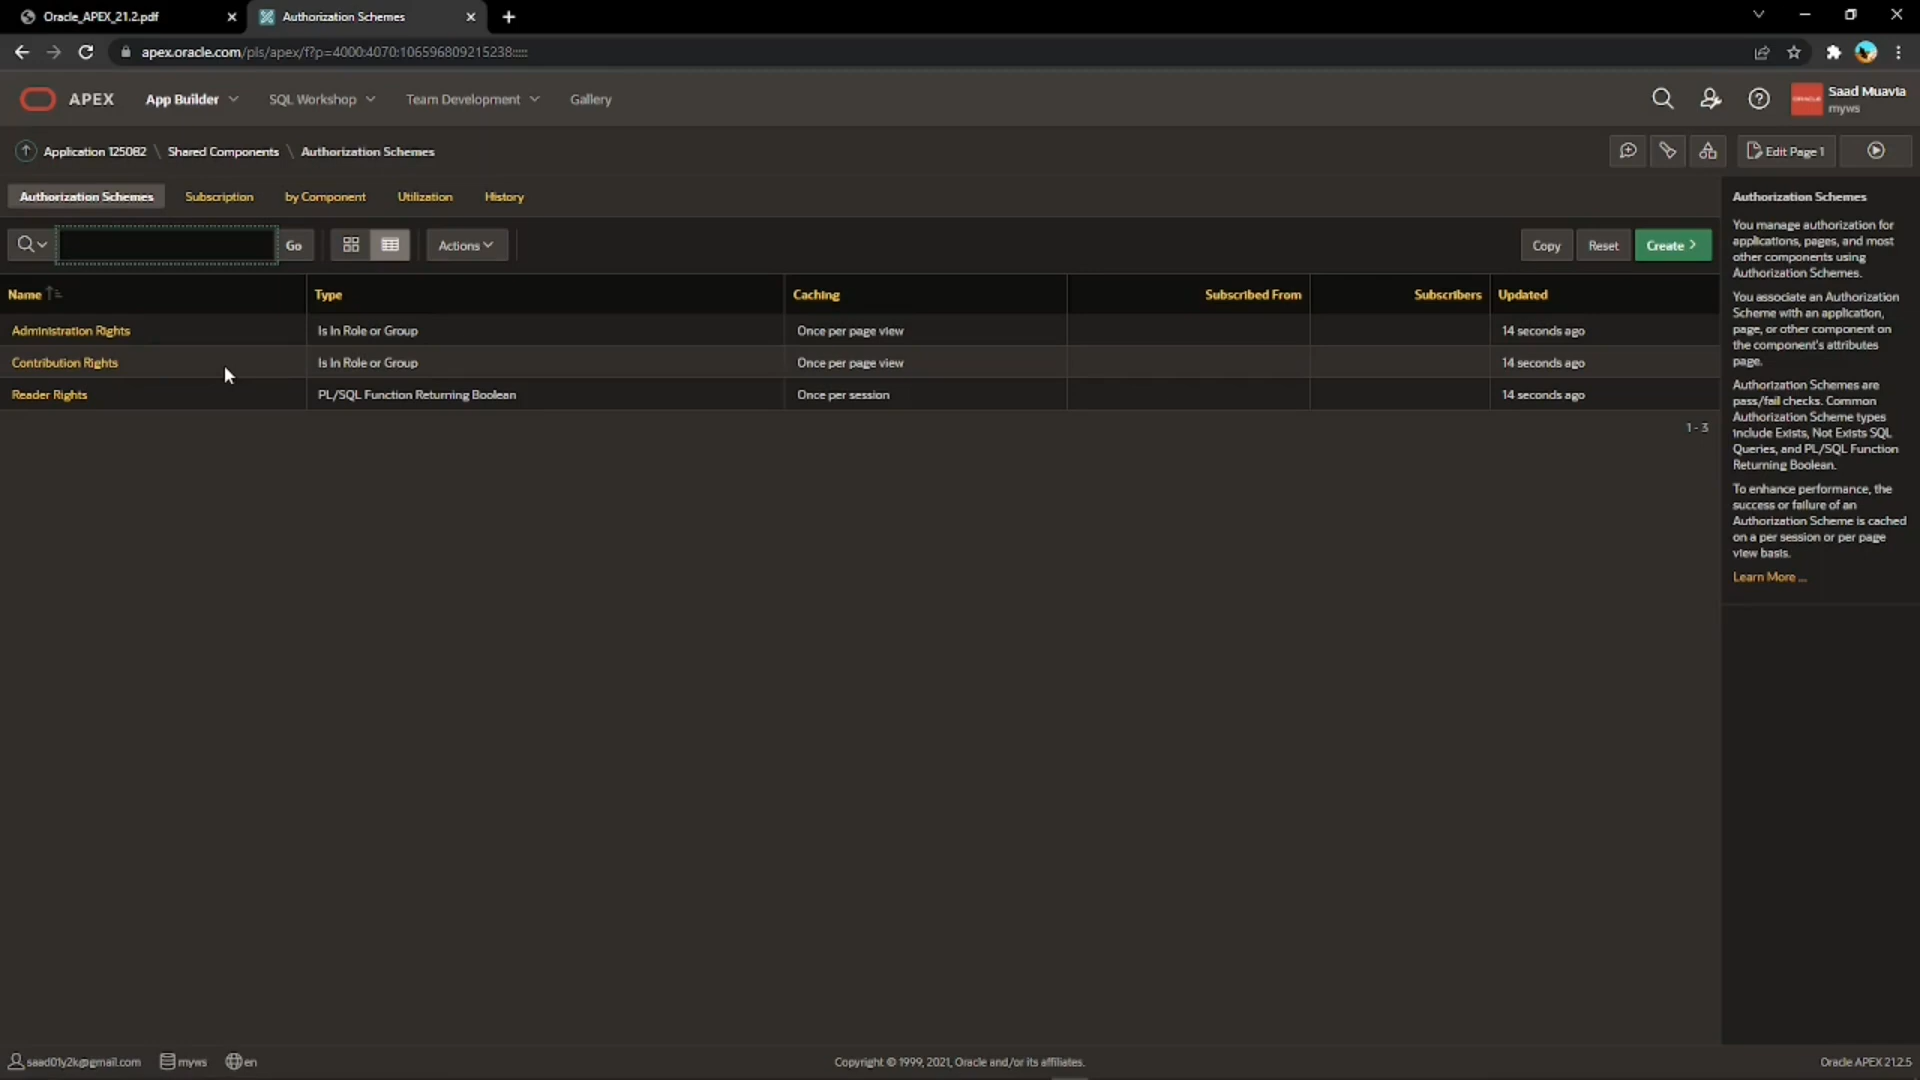 Oracle_APEX_21.2.pdf
Authorization Schemes
apex.oracle.com/pls/apex/f?p=4000:4070:106596809215238:::::
APEX
App Builder
SQL Workshop
Team Development
Gallery
Saad Muavia
myws
Application 125082 \ Shared Components \ Authorization Schemes
Edit Page 1
Authorization Schemes
Subscription
by Component
Utilization
History
Go
Actions
Copy
Reset
Create
Name Type Caching Subscribed From Subscribers Updated
Administration Rights Is In Role or Group Once per page view 14 seconds ago
Contribution Rights Is In Role or Group Once per page view 14 seconds ago
Reader Rights PL/SQL Function Returning Boolean Once per session 14 seconds ago
1 - 3
Authorization Schemes
You manage authorization for
applications, pages, and most
other components using
Authorization Schemes.
You associate an Authorization
Scheme with an application,
page, or other component on
the component's attributes
page.
Authorization Schemes are
pass/fail checks. Common
Authorization Scheme types
include Exists, Not Exists SQL
Queries, and PL/SQL Function
Returning Boolean.
To enhance performance, the
success or failure of an
Authorization Scheme is cached
on a per session or per page
view basis.
Learn More ...
saad01y2k@gmail.com
myws
en
Copyright © 1999, 2021, Oracle and/or its affiliates.
Oracle APEX 21.2.5